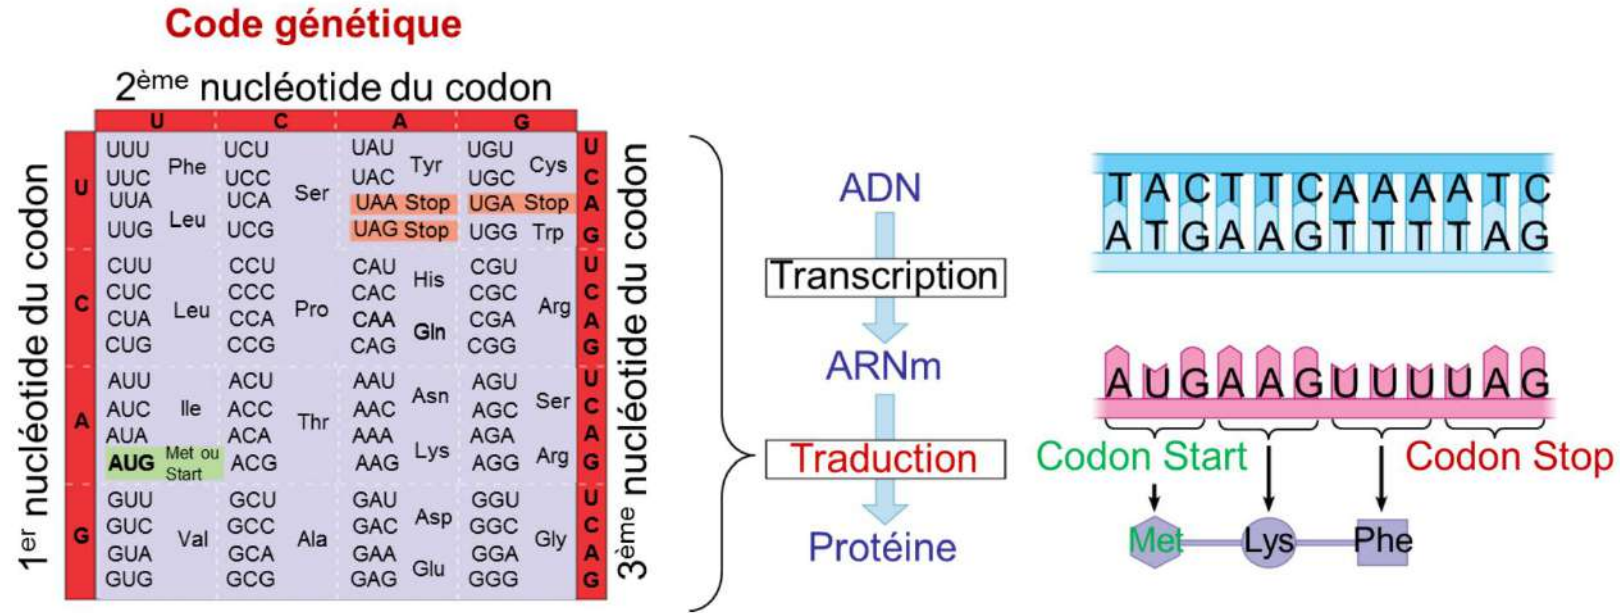 Code génétique
2ème nucléotide du codon
U C A G
1er nucléotide du codon
U
UUU UCU UAU UGU U
Phe Tyr Cys
UUC UCC UAC UGC C
Ser
UUA UCA UAA Stop UGA Stop A
Leu
UUG UCG UAG Stop UGG Trp G
C
CUU CCU CAU CGU U
His
CUC CCC CAC CGC C
Leu Pro Arg
CUA CCA CAA CGA A
Gln
CUG CCG CAG CGG G
A
AUU ACU AAU AGU U
Asn Ser
AUC Ile ACC AAC AGC C
Thr
AUA ACA AAA AGA A
Lys Arg
AUG Met ou Start ACG AAG AGG G
G
GUU GCU GAU GGU U
Asp
GUC GCC GAC GGC C
Val Ala Gly
GUA GCA GAA GGA A
Glu
GUG GCG GAG GGG G
3ème nucléotide du codon
ADN
Transcription
ARNm
Traduction
Protéine
T A C T T C A A A A T C
A T G A A G T T T T A G
A U G A A G U U U U A G
Codon Start Codon Stop
Met Lys Phe